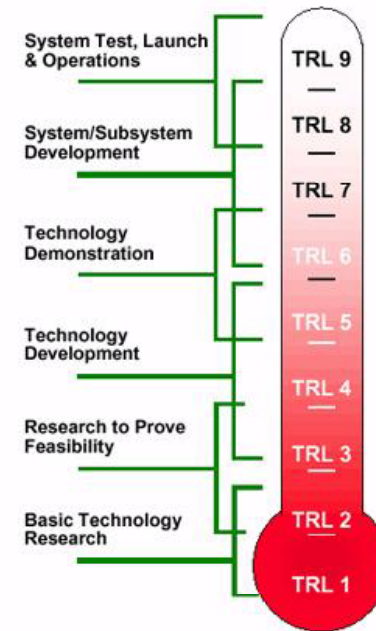 System Test, Launch
& Operations
System/Subsystem
Development
Technology
Demonstration
Technology
Development
Research to Prove
Feasibility
Basic Technology
Research
TRL 9
TRL 8
TRL 7
TRL 6
TRL 5
TRL 4
TRL 3
TRL 2
TRL 1